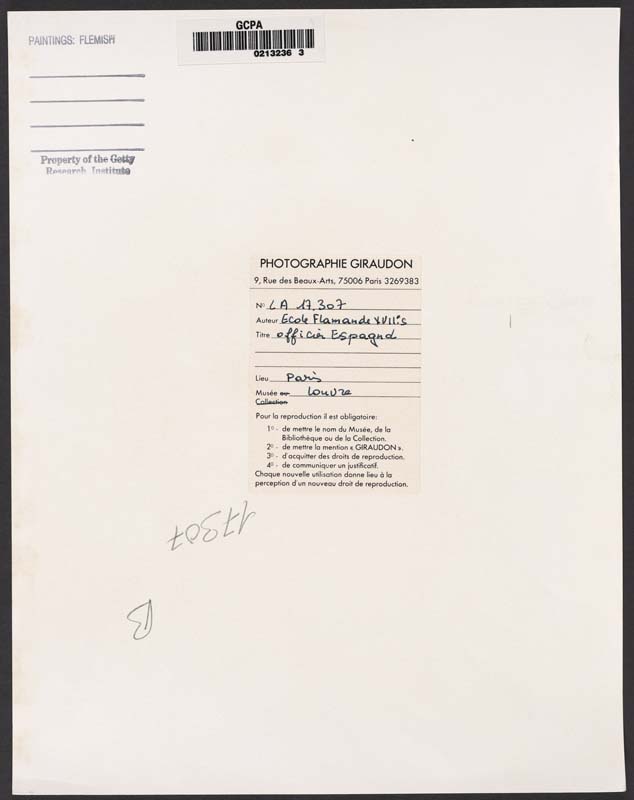 PAINTINGS: FLEMISH
GCPA
0213236 3
Property of the Getty
Research Institute
PHOTOGRAPHIE GIRAUDON
9, Rue des Beaux-Arts, 75006 Paris 3269383
No LA 17.307
Auteur Ecole Flamande XVIIe s
Titre officier Espagnol
Lieu Paris
Musée ou Louvre
Collection
Pour la reproduction il est obligatoire:
1o - de mettre le nom du Musée, de la
Bibliothèque ou de la Collection.
2o - de mettre la mention « GIRAUDON ».
3o - d'acquitter des droits de reproduction.
4o - de communiquer un justificatif.
Chaque nouvelle utilisation donne lieu à la
perception d'un nouveau droit de reproduction.
17307
B